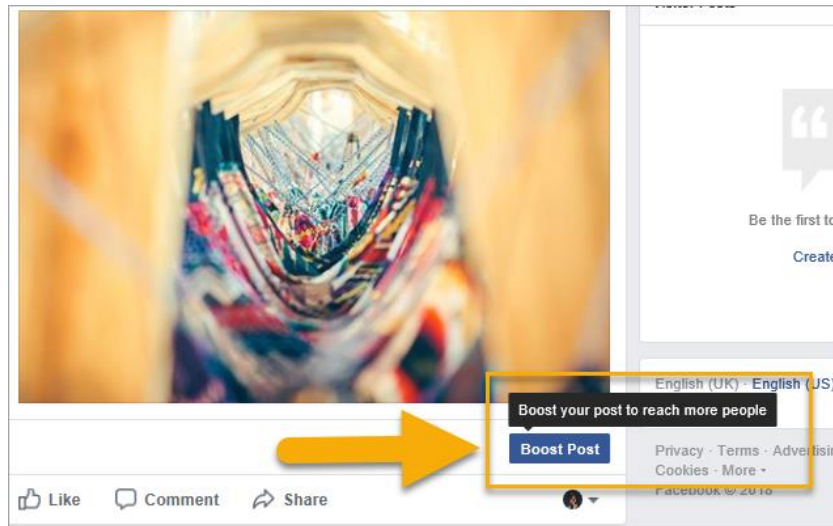 Be the first to
Create
English (UK) · English (US)
Boost your post to reach more people
Boost Post
Privacy · Terms · Advertisin
Cookies · More
Facebook © 2018
Like Comment Share